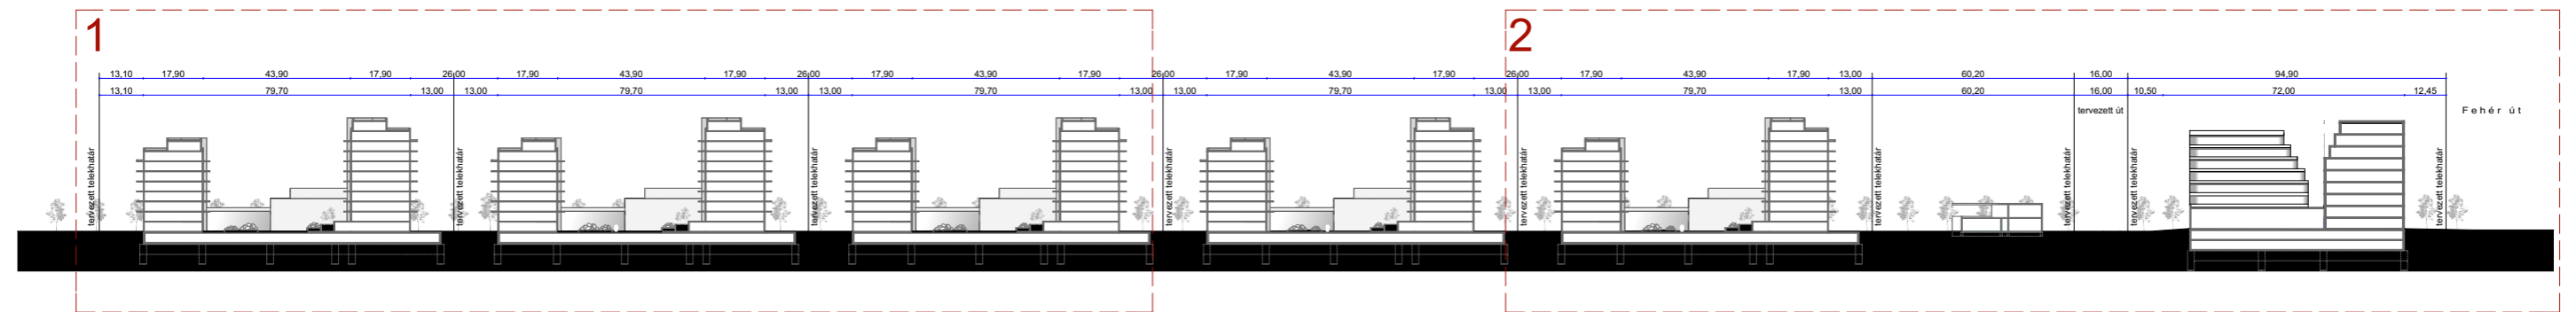 1
2
13,10 17,90 43,90 17,90 26,00 17,90 43,90 17,90 26,00 17,90 43,90 17,90 26,00 17,90 43,90 17,90 26,00 17,90 43,90 17,90 13,00 60,20 16,00 94,90
13,10 79,70 13,00 13,00 79,70 13,00 13,00 79,70 13,00 13,00 79,70 13,00 13,00 79,70 13,00 60,20 16,00 10,50 72,00 12,45
tervezett út
Fehér út
tervezett telekhatár
tervezett telekhatár
tervezett telekhatár
tervezett telekhatár
tervezett telekhatár
tervezett telekhatár
tervezett telekhatár
tervezett telekhatár
tervezett telekhatár